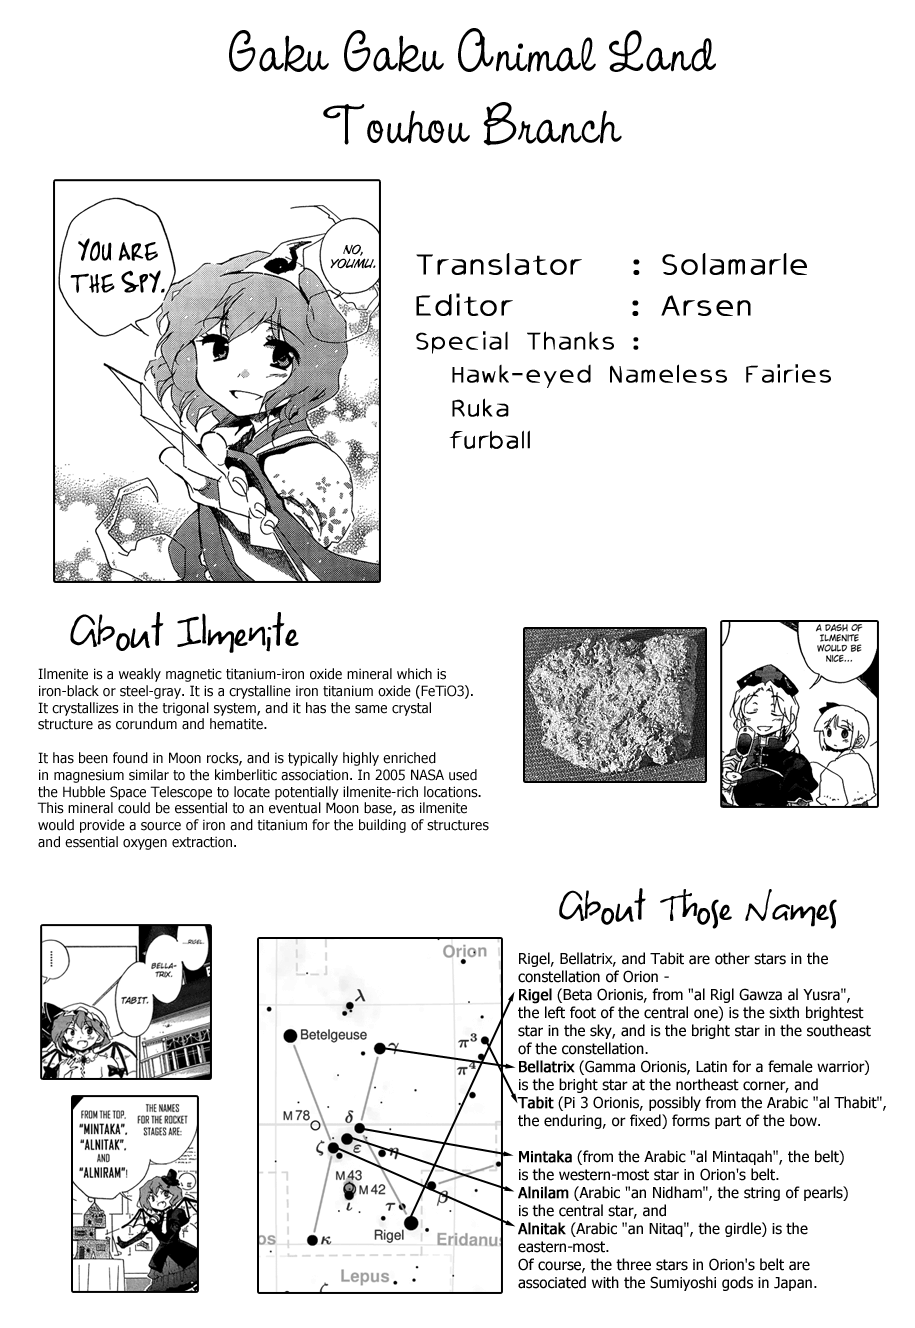 Gaku Gaku Animal Land
Touhou Branch
YOU ARE
THE SPY.
NO,
YOUMU.
Translator : Solamarle
Editor : Arsen
Special Thanks :
Hawk-eyed Nameless Fairies
Ruka
furball
About Ilmenite
Ilmenite is a weakly magnetic titanium-iron oxide mineral which is
iron-black or steel-gray. It is a crystalline iron titanium oxide (FeTiO3).
It crystallizes in the trigonal system, and it has the same crystal
structure as corundum and hematite.
It has been found in Moon rocks, and is typically highly enriched
in magnesium similar to the kimberlitic association. In 2005 NASA used
the Hubble Space Telescope to locate potentially ilmenite-rich locations.
This mineral could be essential to an eventual Moon base, as ilmenite
would provide a source of iron and titanium for the building of structures
and essential oxygen extraction.
A DASH OF
ILMENITE
WOULD BE
NICE...
About Those Names
...RIGEL.
BELLA-
TRIX.
TABIT.
FROM THE TOP,
"MINTAKA",
"ALNITAK",
AND
"ALNIRAM"!
THE NAMES
FOR THE ROCKET
STAGES ARE:
Orion
λ
Betelgeuse
γ
π3
π4
M 78
δ
ζ
ε
η
M 43
M 42
ι
τ
β
κ
Rigel
os
Eridanus
Lepus
Rigel, Bellatrix, and Tabit are other stars in the
constellation of Orion -
Rigel (Beta Orionis, from "al Rigl Gawza al Yusra",
the left foot of the central one) is the sixth brightest
star in the sky, and is the bright star in the southeast
of the constellation.
Bellatrix (Gamma Orionis, Latin for a female warrior)
is the bright star at the northeast corner, and
Tabit (Pi 3 Orionis, possibly from the Arabic "al Thabit",
the enduring, or fixed) forms part of the bow.
Mintaka (from the Arabic "al Mintaqah", the belt)
is the western-most star in Orion's belt.
Alnilam (Arabic "an Nidham", the string of pearls)
is the central star, and
Alnitak (Arabic "an Nitaq", the girdle) is the
eastern-most.
Of course, the three stars in Orion's belt are
associated with the Sumiyoshi gods in Japan.